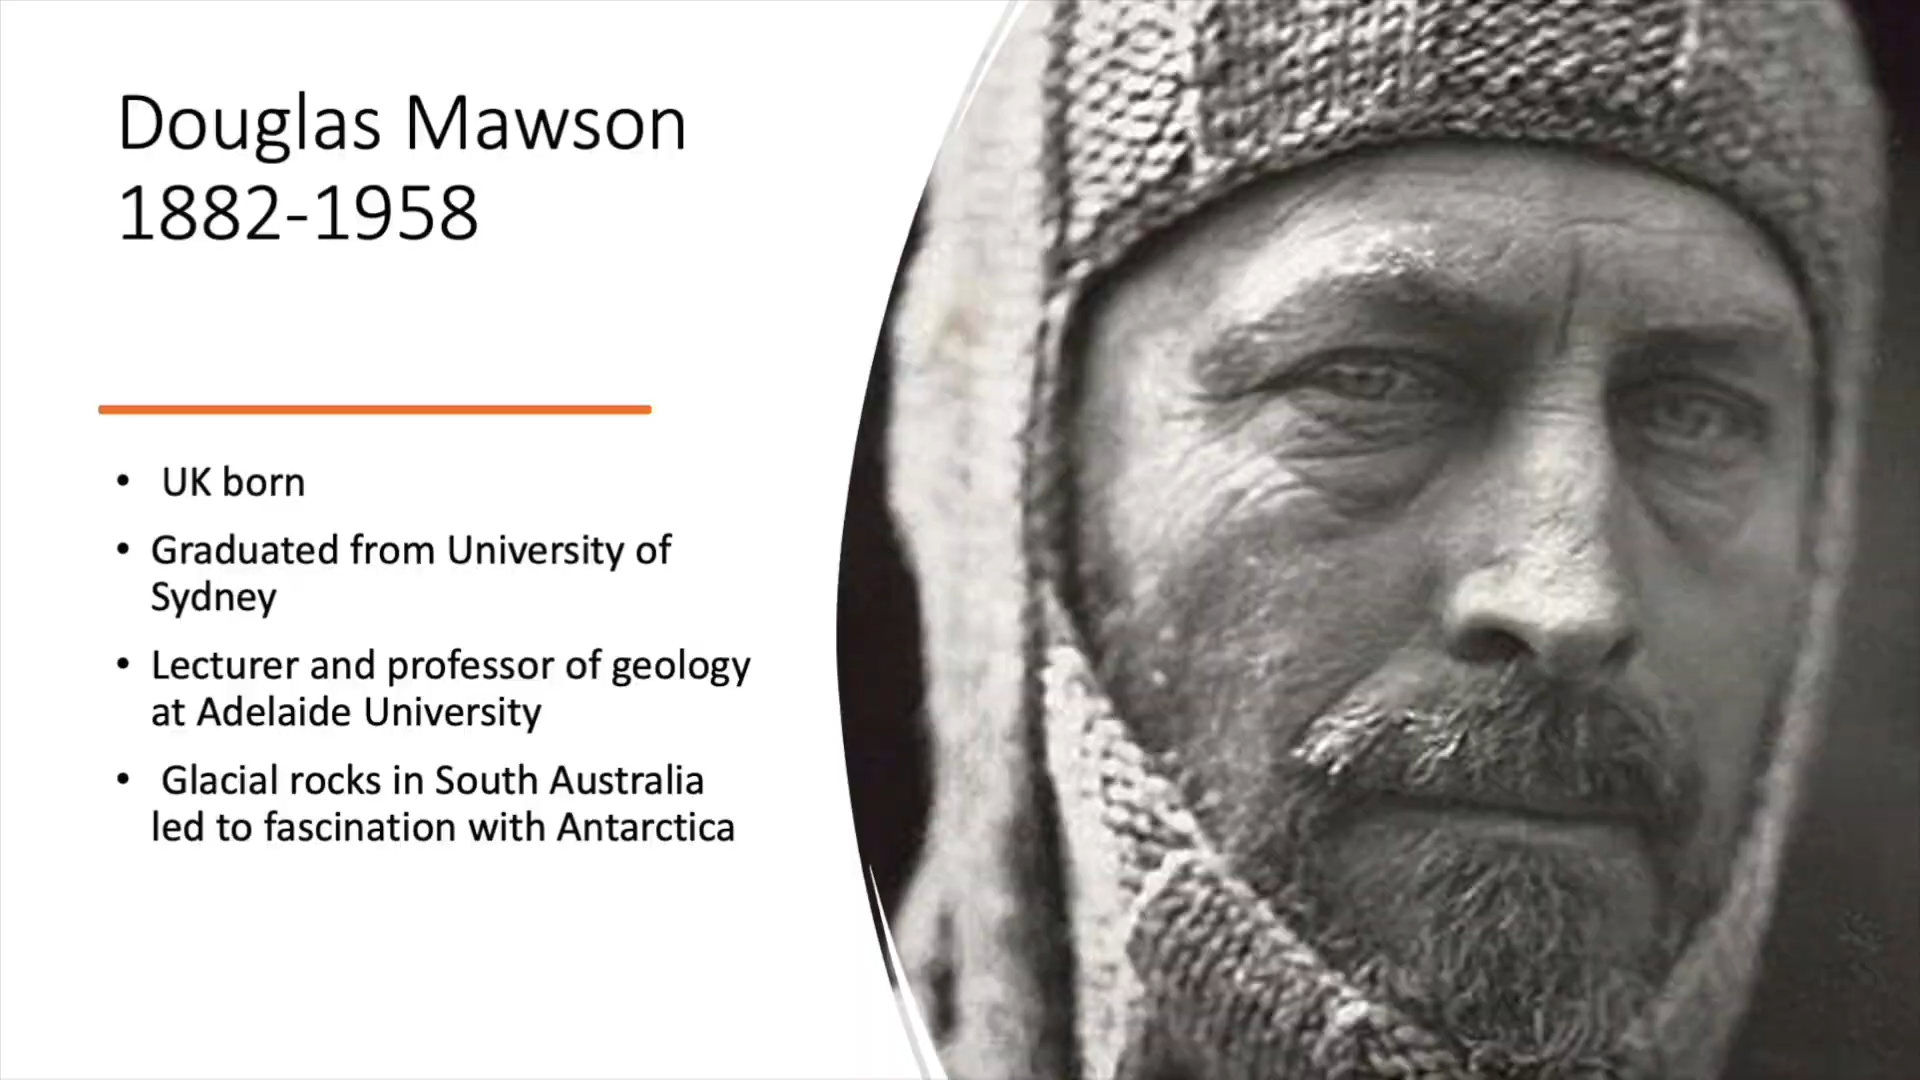 Douglas Mawson
1882-1958
• UK born
• Graduated from University of
Sydney
• Lecturer and professor of geology
at Adelaide University
• Glacial rocks in South Australia
led to fascination with Antarctica